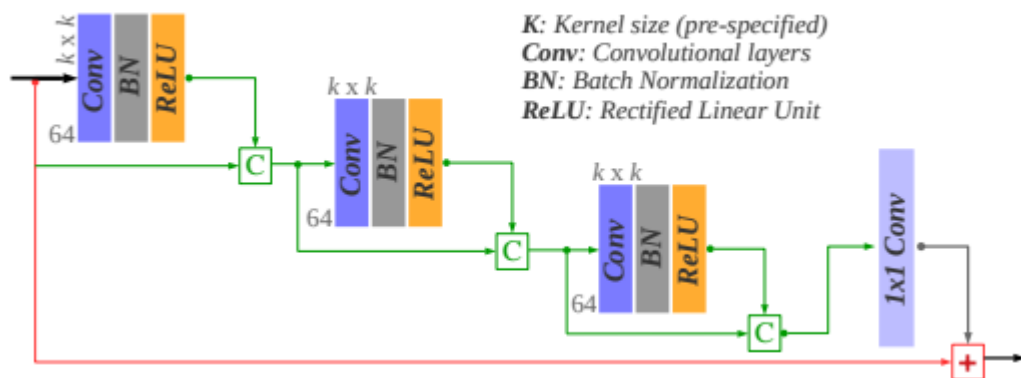 K: Kernel size (pre-specified)
Conv: Convolutional layers
BN: Batch Normalization
ReLU: Rectified Linear Unit
k x k
Conv
BN
ReLU
64
C
k x k
Conv
BN
ReLU
64
C
k x k
Conv
BN
ReLU
64
C
1x1 Conv
+